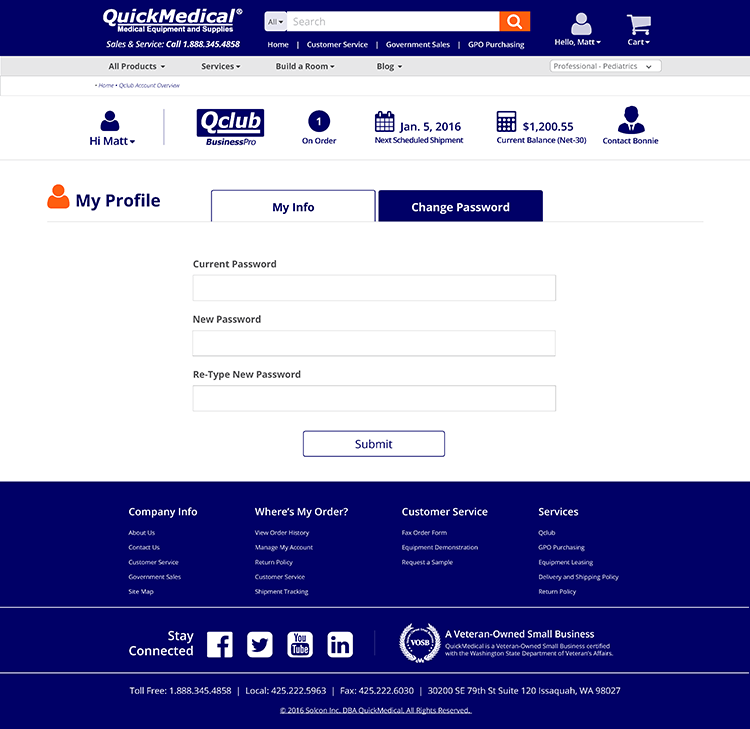 QuickMedical®
Medical Equipment and Supplies
Sales & Service: Call 1.888.345.4858
All
Search
Home | Customer Service | Government Sales | GPO Purchasing
Hello, Matt
Cart
All Products
Services
Build a Room
Blog
Professional - Pediatrics
• Home • Qclub Account Overview
Hi Matt
Qclub
BusinessPro
1
On Order
Jan. 5, 2016
Next Scheduled Shipment
$1,200.55
Current Balance (Net-30)
Contact Bonnie
My Profile
My Info
Change Password
Current Password
New Password
Re-Type New Password
Submit
Company Info
About Us
Contact Us
Customer Service
Government Sales
Site Map
Where's My Order?
View Order History
Manage My Account
Return Policy
Customer Service
Shipment Tracking
Customer Service
Fax Order Form
Equipment Demonstration
Request a Sample
Services
Qclub
GPO Purchasing
Equipment Leasing
Delivery and Shipping Policy
Return Policy
Stay
Connected
You
Tube
in
VOSB
A Veteran-Owned Small Business
QuickMedical is a Veteran-Owned Small Business certified
with the Washington State Department of Veteran's Affairs.
Toll Free: 1.888.345.4858 | Local: 425.222.5963 | Fax: 425.222.6030 | 30200 SE 79th St Suite 120 Issaquah, WA 98027
© 2016 Solcon Inc. DBA QuickMedical. All Rights Reserved.